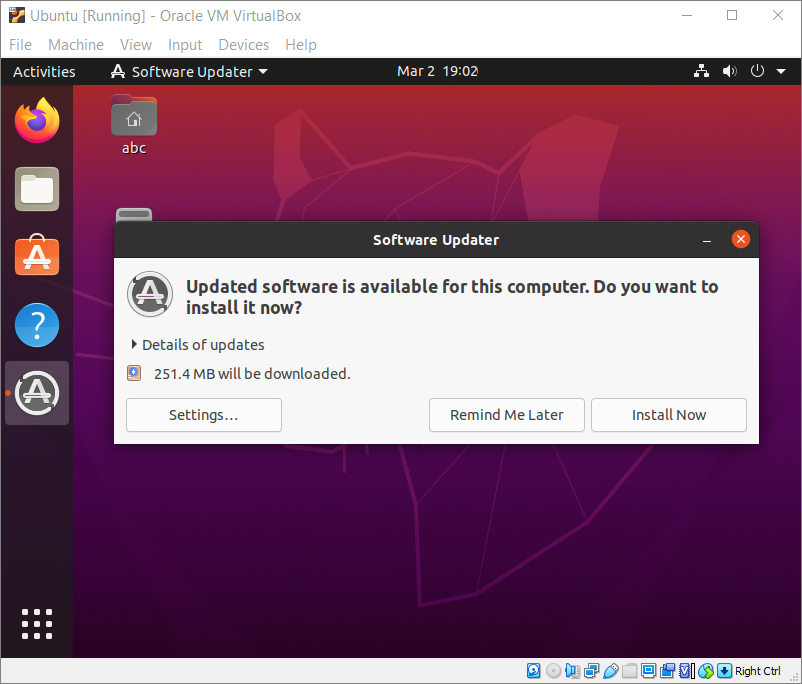 Ubuntu [Running] - Oracle VM VirtualBox
File Machine View Input Devices Help
Activities Software Updater Mar 2 19:02
abc
Software Updater
Updated software is available for this computer. Do you want to
install it now?
Details of updates
251.4 MB will be downloaded.
Settings… Remind Me Later Install Now
Right Ctrl